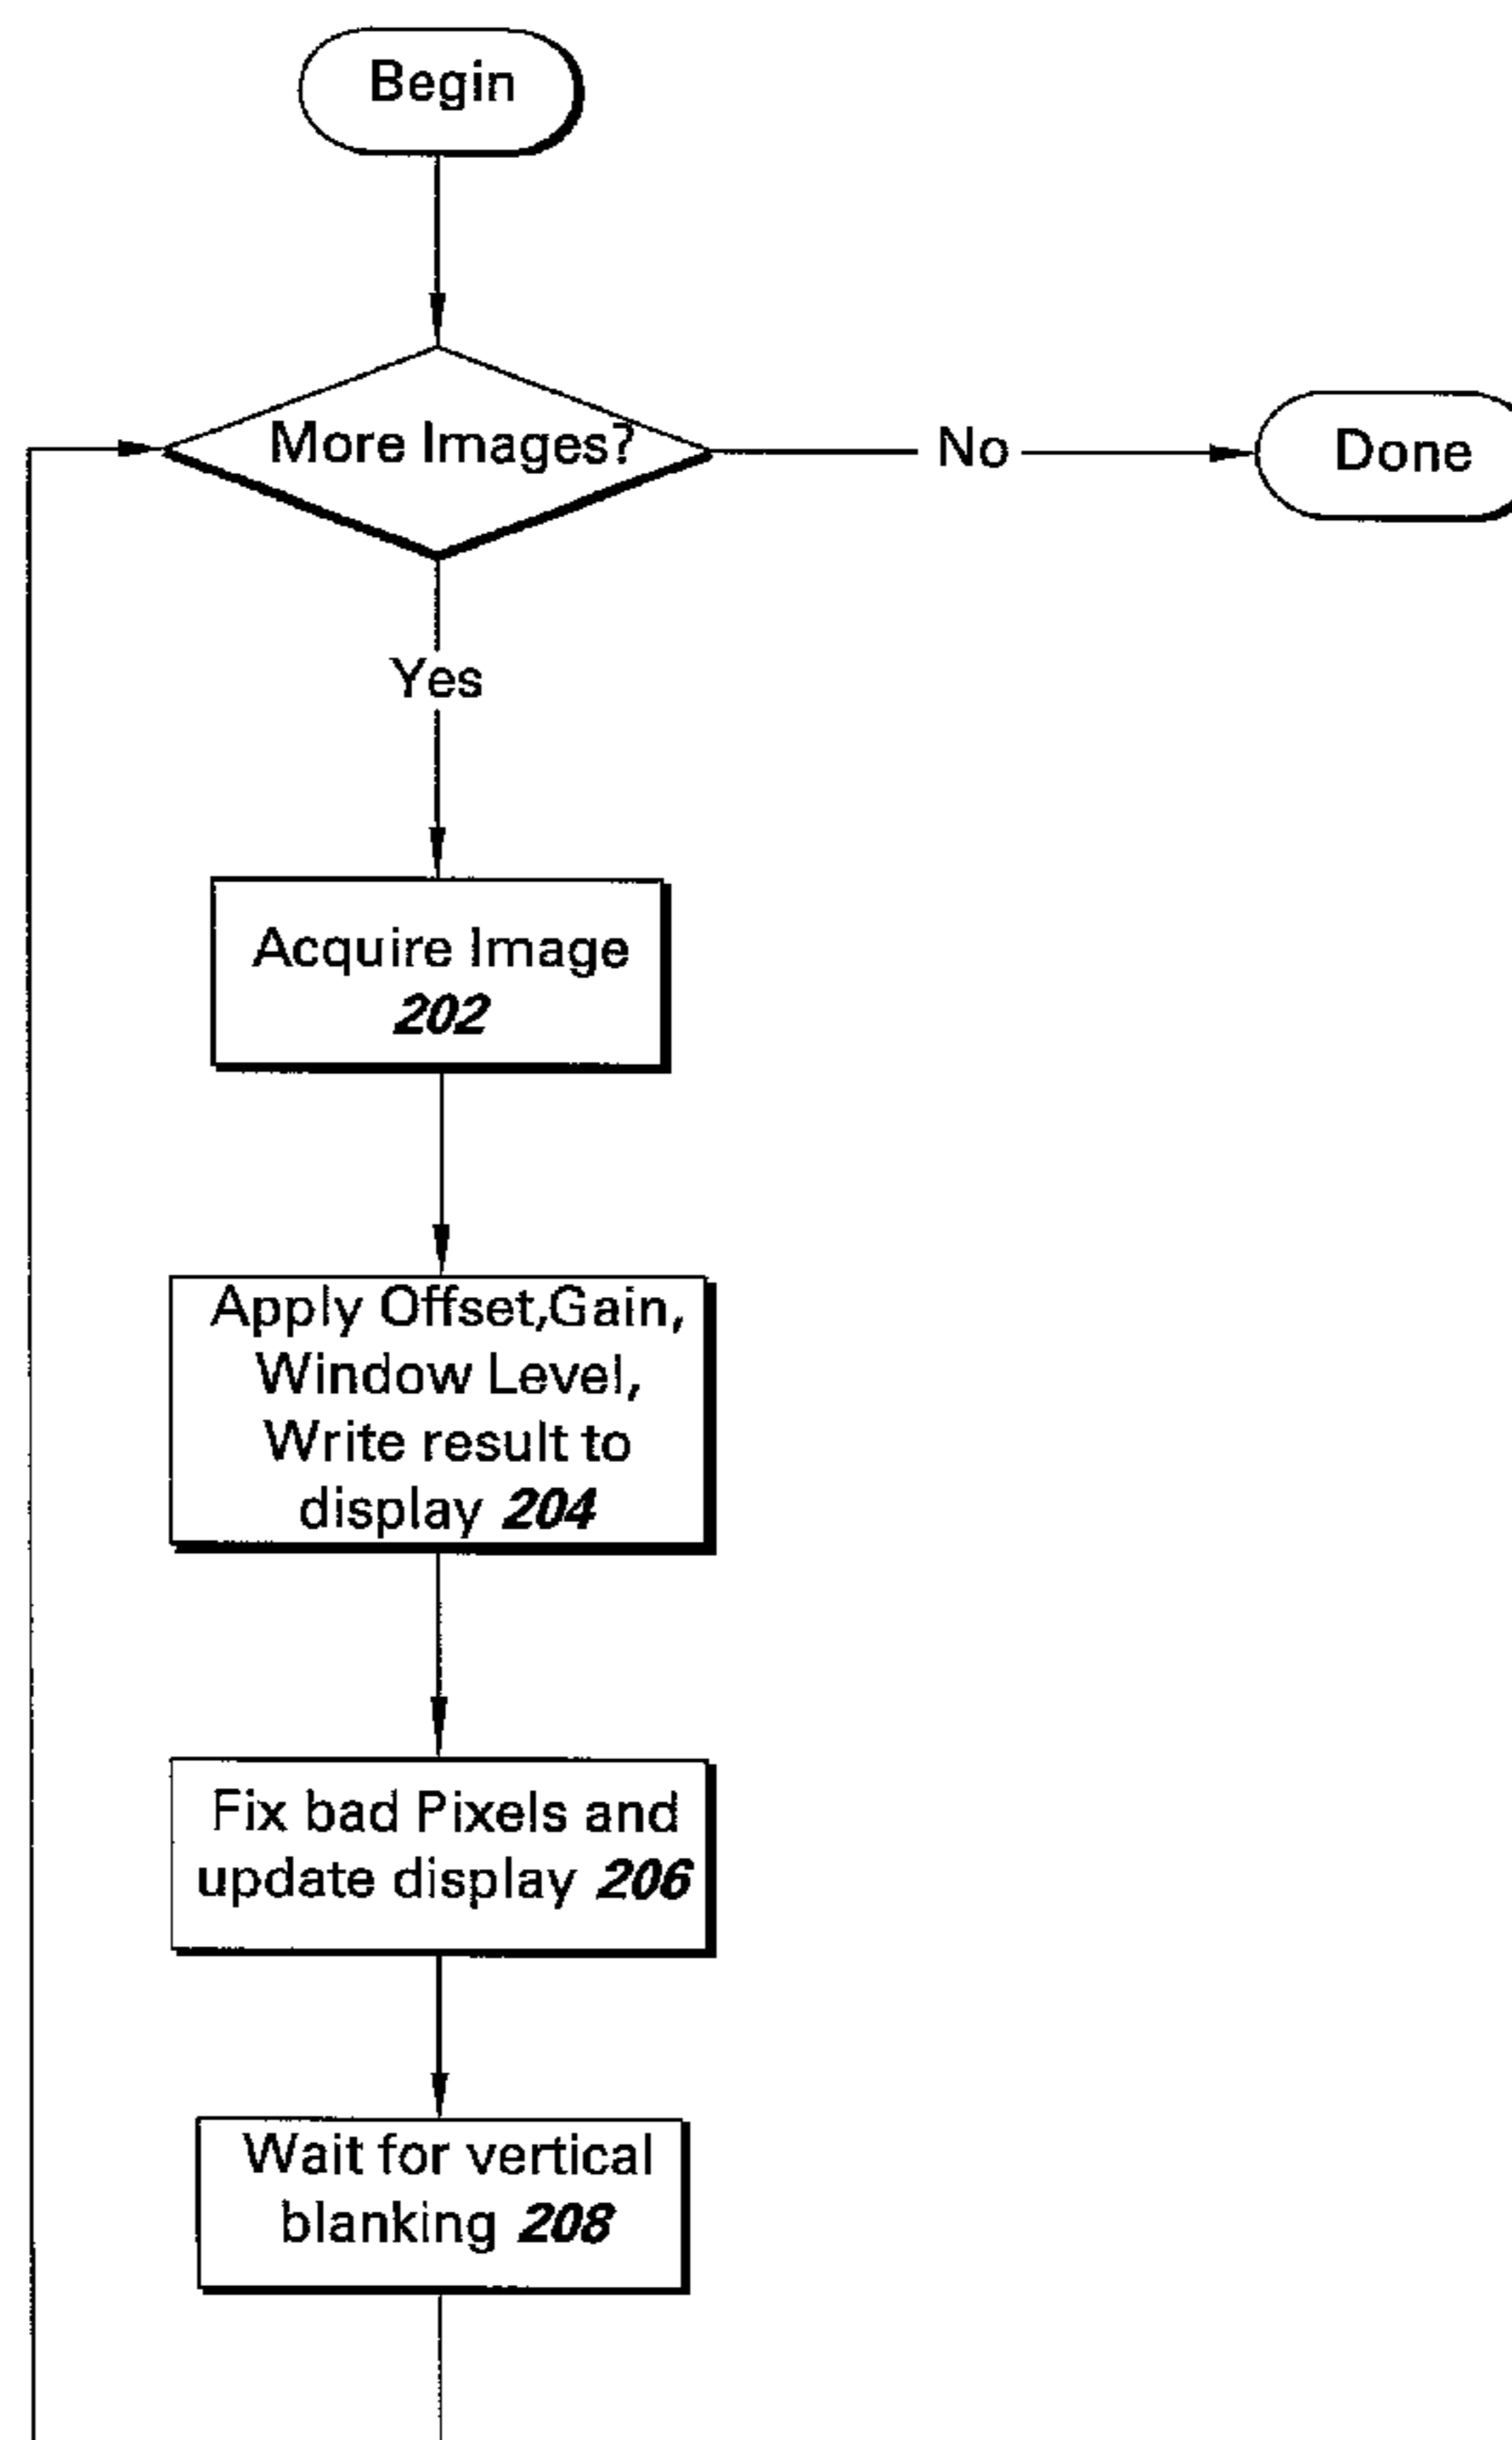 Begin
More Images?
No
Done
Yes
Acquire Image
202
Apply Offset,Gain,
Window Level,
Write result to
display 204
Fix bad Pixels and
update display 206
Wait for vertical
blanking 208